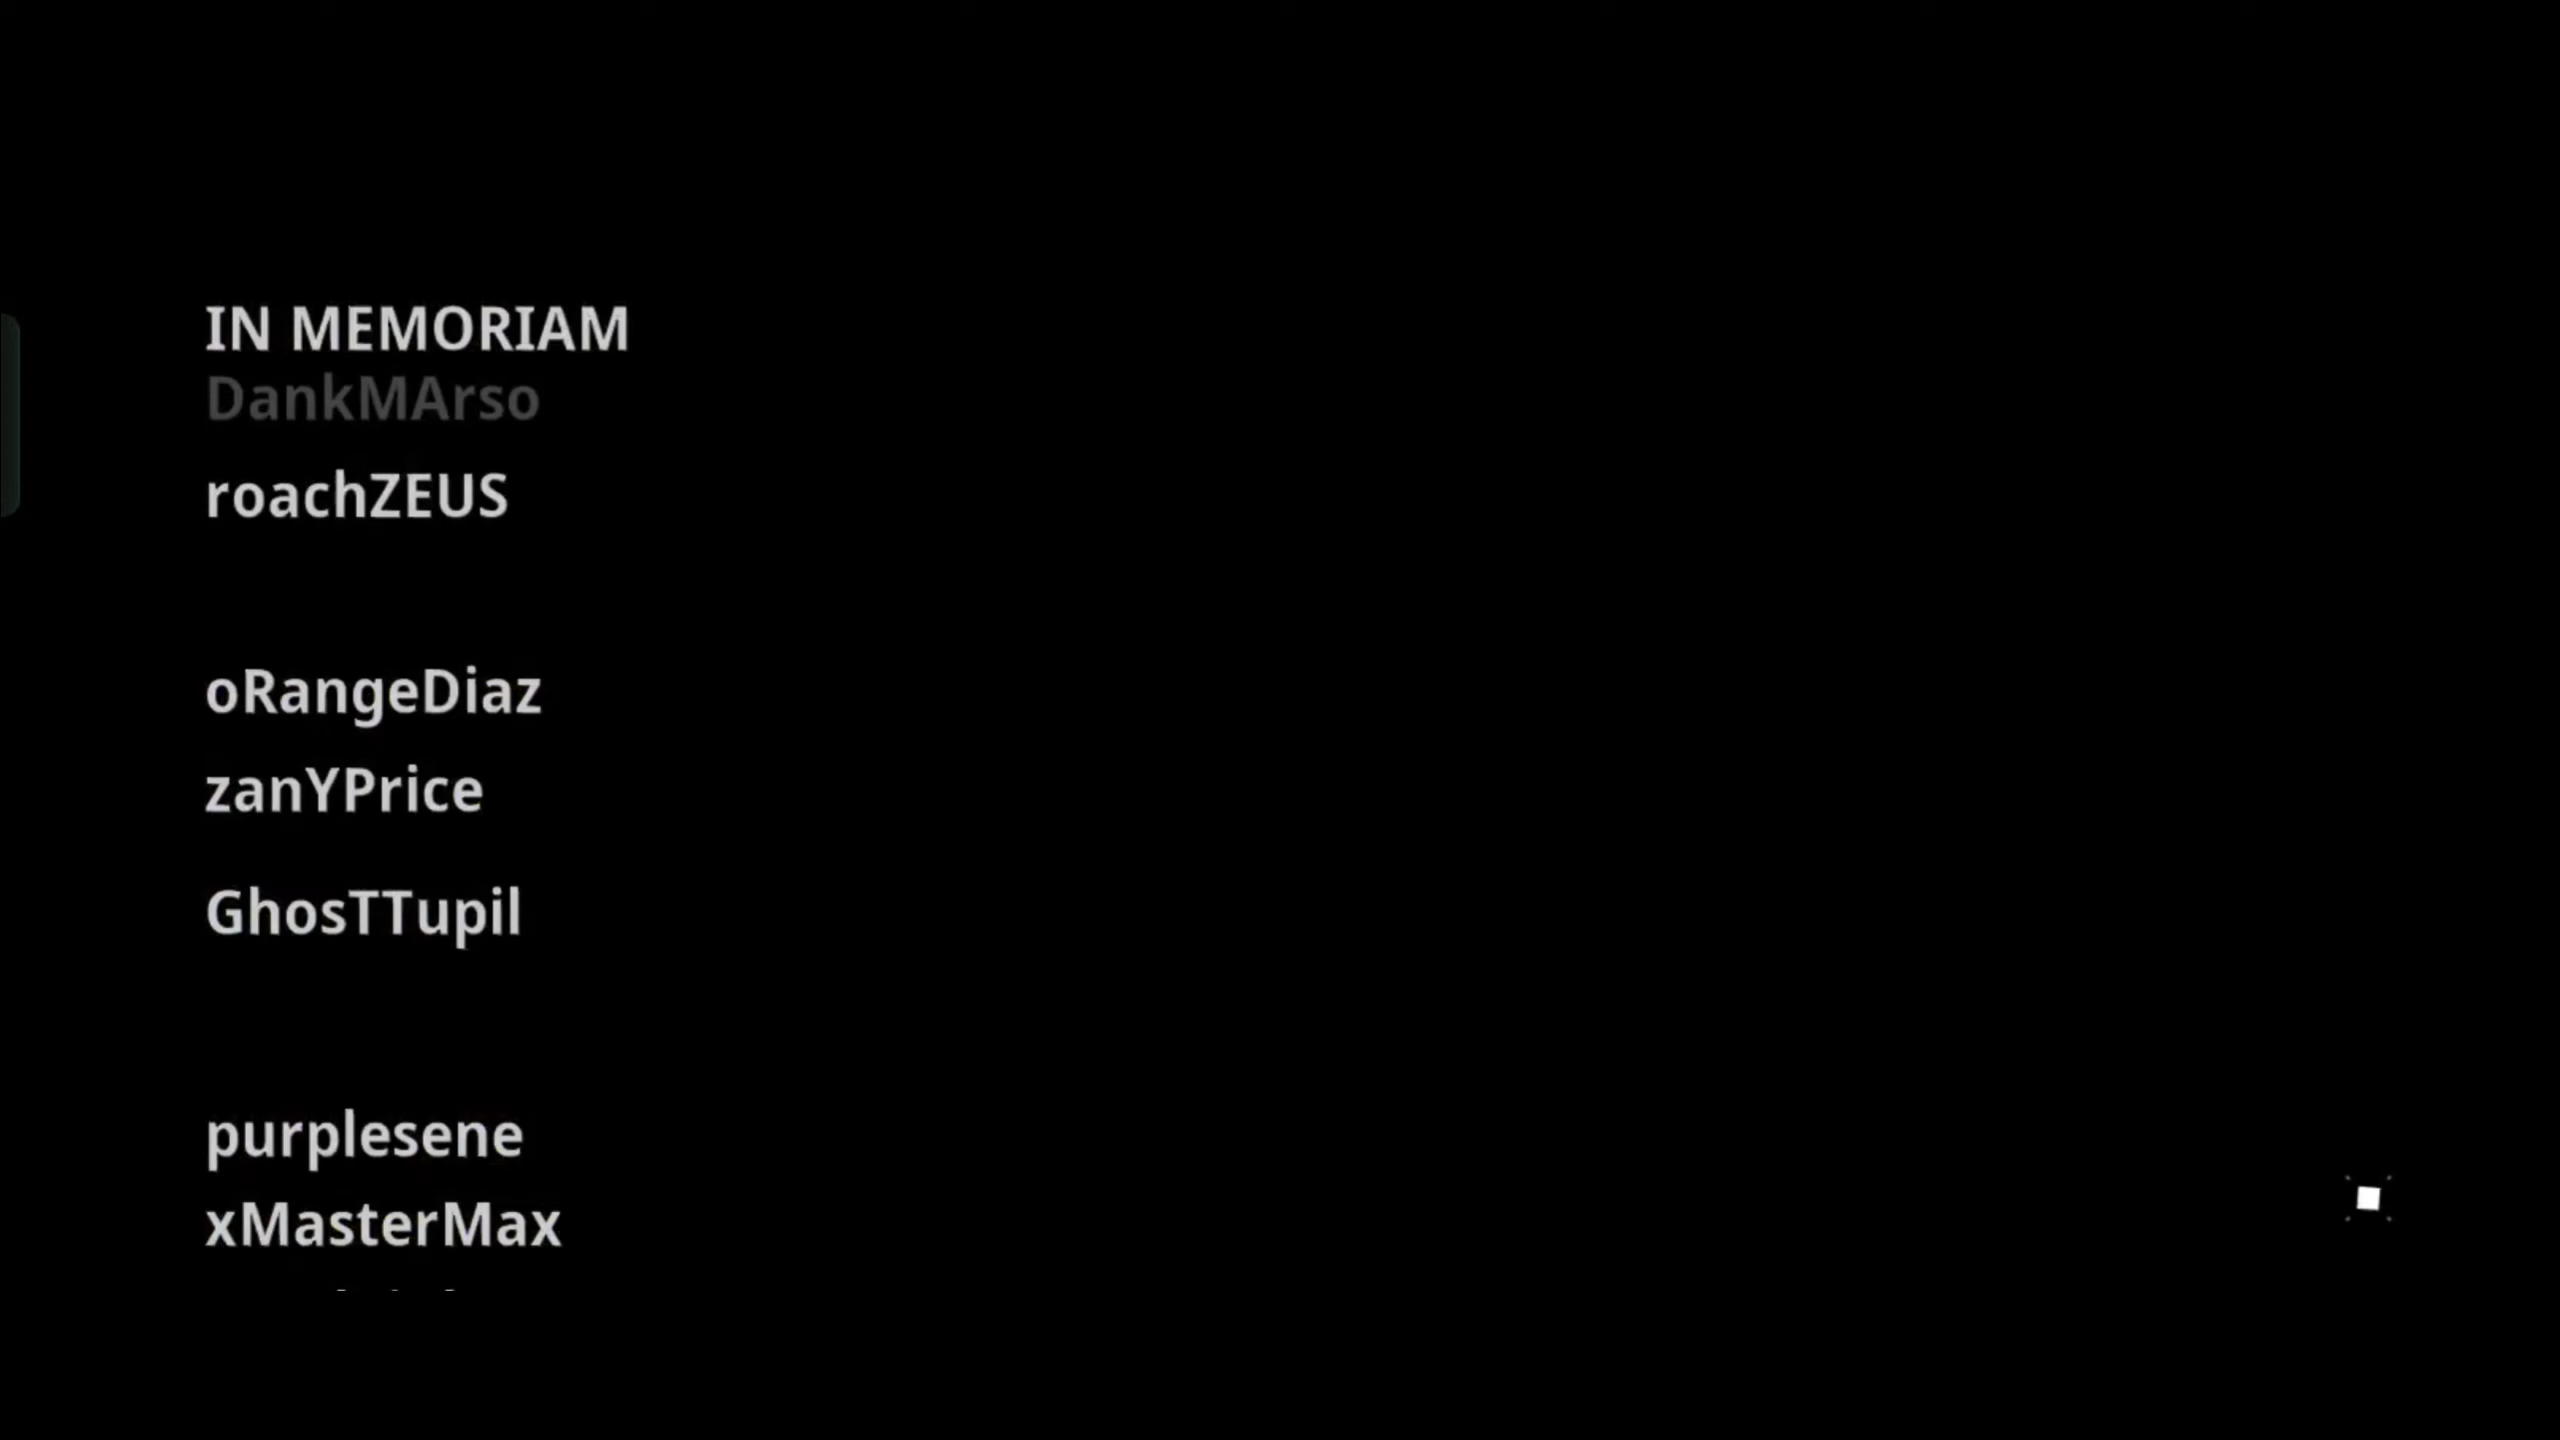 IN MEMORIAM
DankMArso
roachZEUS
oRangeDiaz
zanYPrice
GhosTTupil
purplesene
xMasterMax